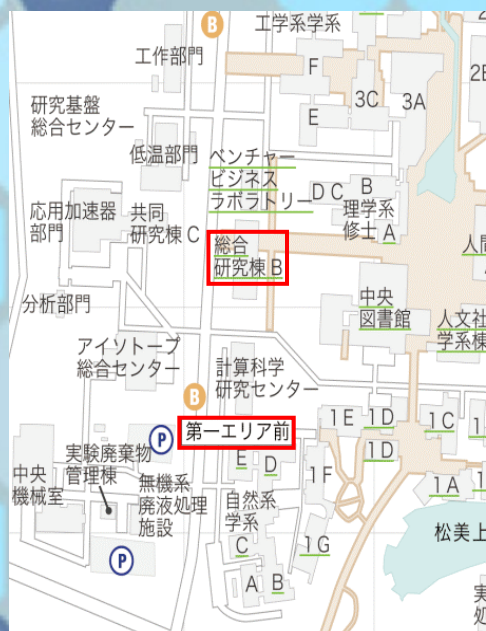 B
工学系学系
工作部門
F
3C
3A
2B
研究基盤
総合センター
E
低温部門
ベンチャー
ビジネス
ラボラトリー
D C
B
理学系
修士
A
応用加速器
部門
共同
研究棟 C
総合
研究棟 B
人間
中央
図書館
人文社
学系棟
分析部門
アイソトープ
総合センター
計算科学
研究センター
B
第一エリア前
1E
1D
1C
1D
P
E
D
1F
実験廃棄物
管理棟
中央
機械室
無機系
廃液処理
施設
自然系
学系
1A
C
1G
松美上
P
A
B
実
処